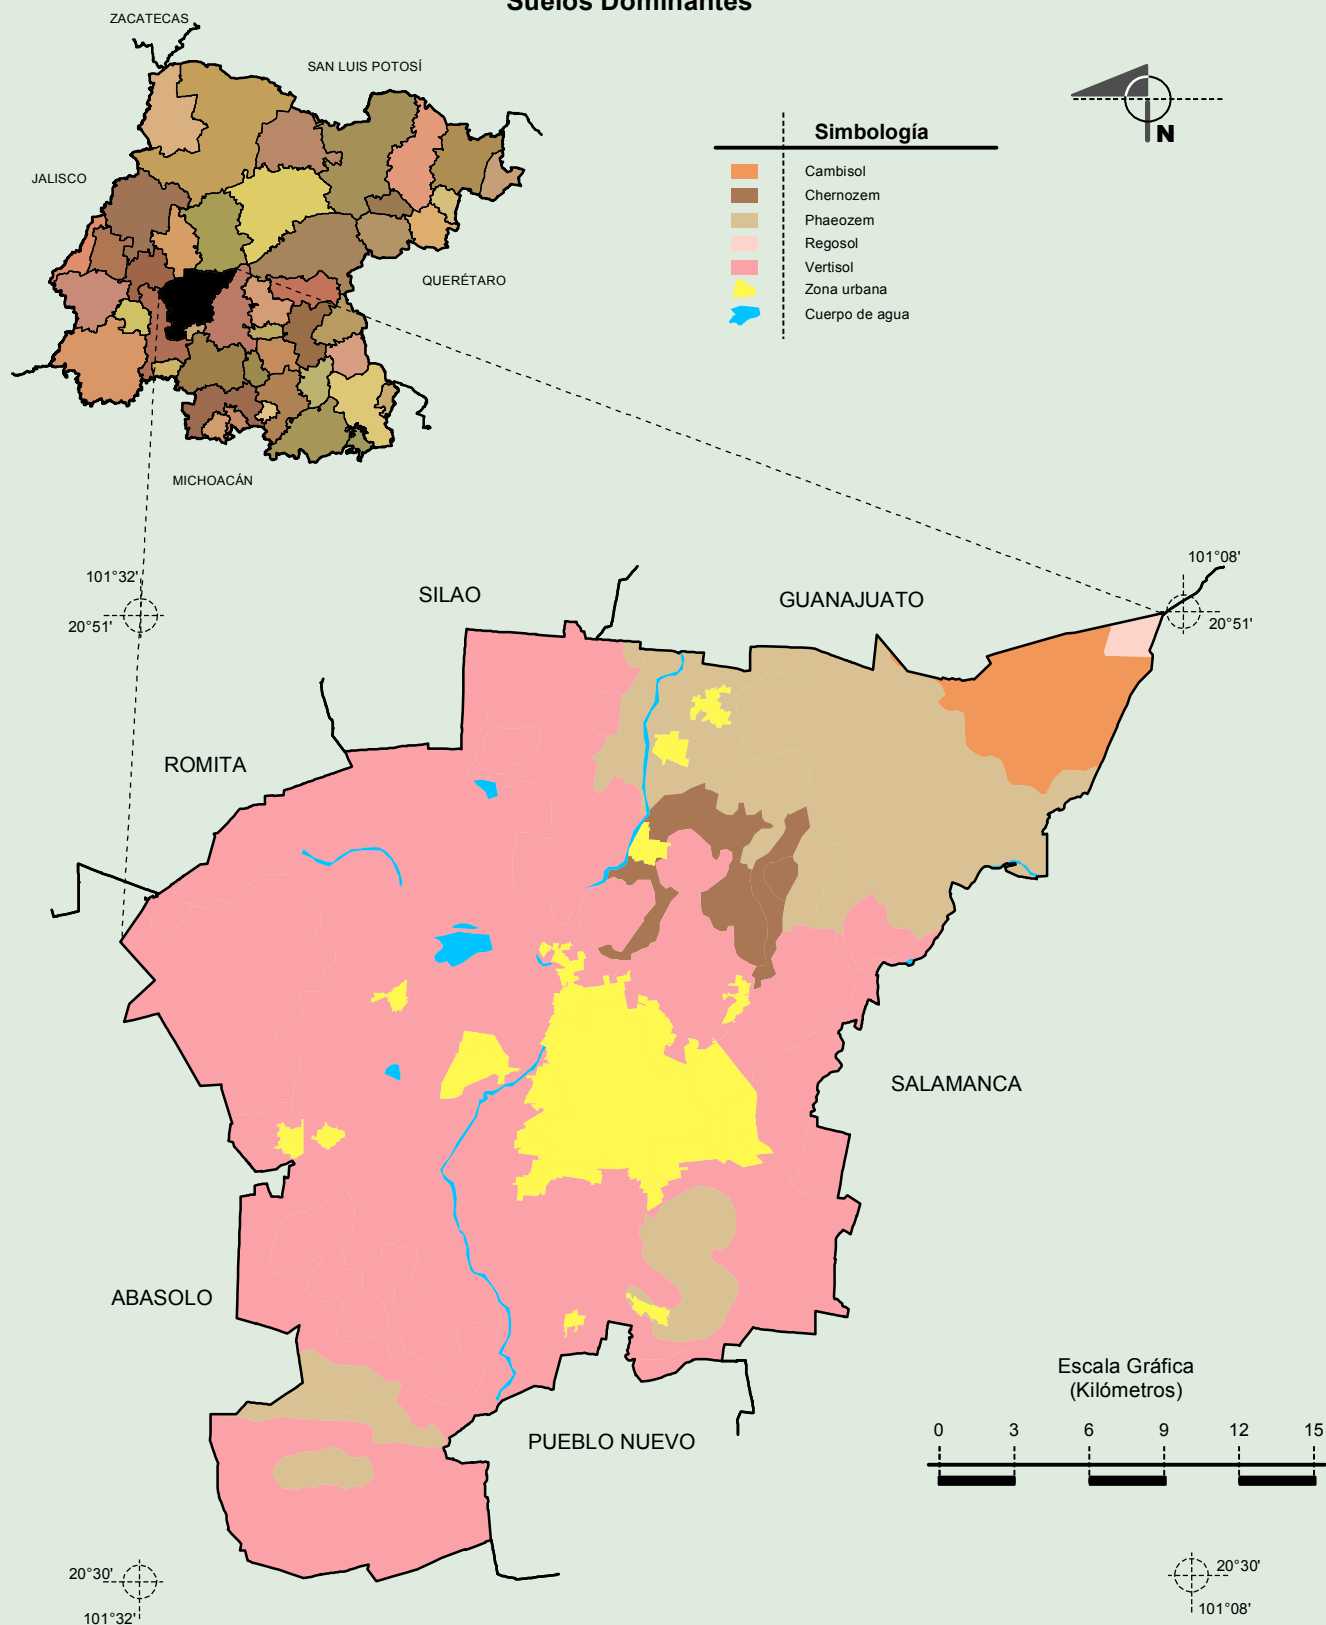 Suelos Dominantes
ZACATECAS
SAN LUIS POTOSÍ
JALISCO
QUERÉTARO
MICHOACÁN
N
Simbología
Cambisol
Chernozem
Phaeozem
Regosol
Vertisol
Zona urbana
Cuerpo de agua
101°32'
20°51'
101°08'
20°51'
SILAO
GUANAJUATO
ROMITA
SALAMANCA
ABASOLO
PUEBLO NUEVO
Escala Gráfica
(Kilómetros)
0 3 6 9 12 15
20°30'
101°32'
20°30'
101°08'